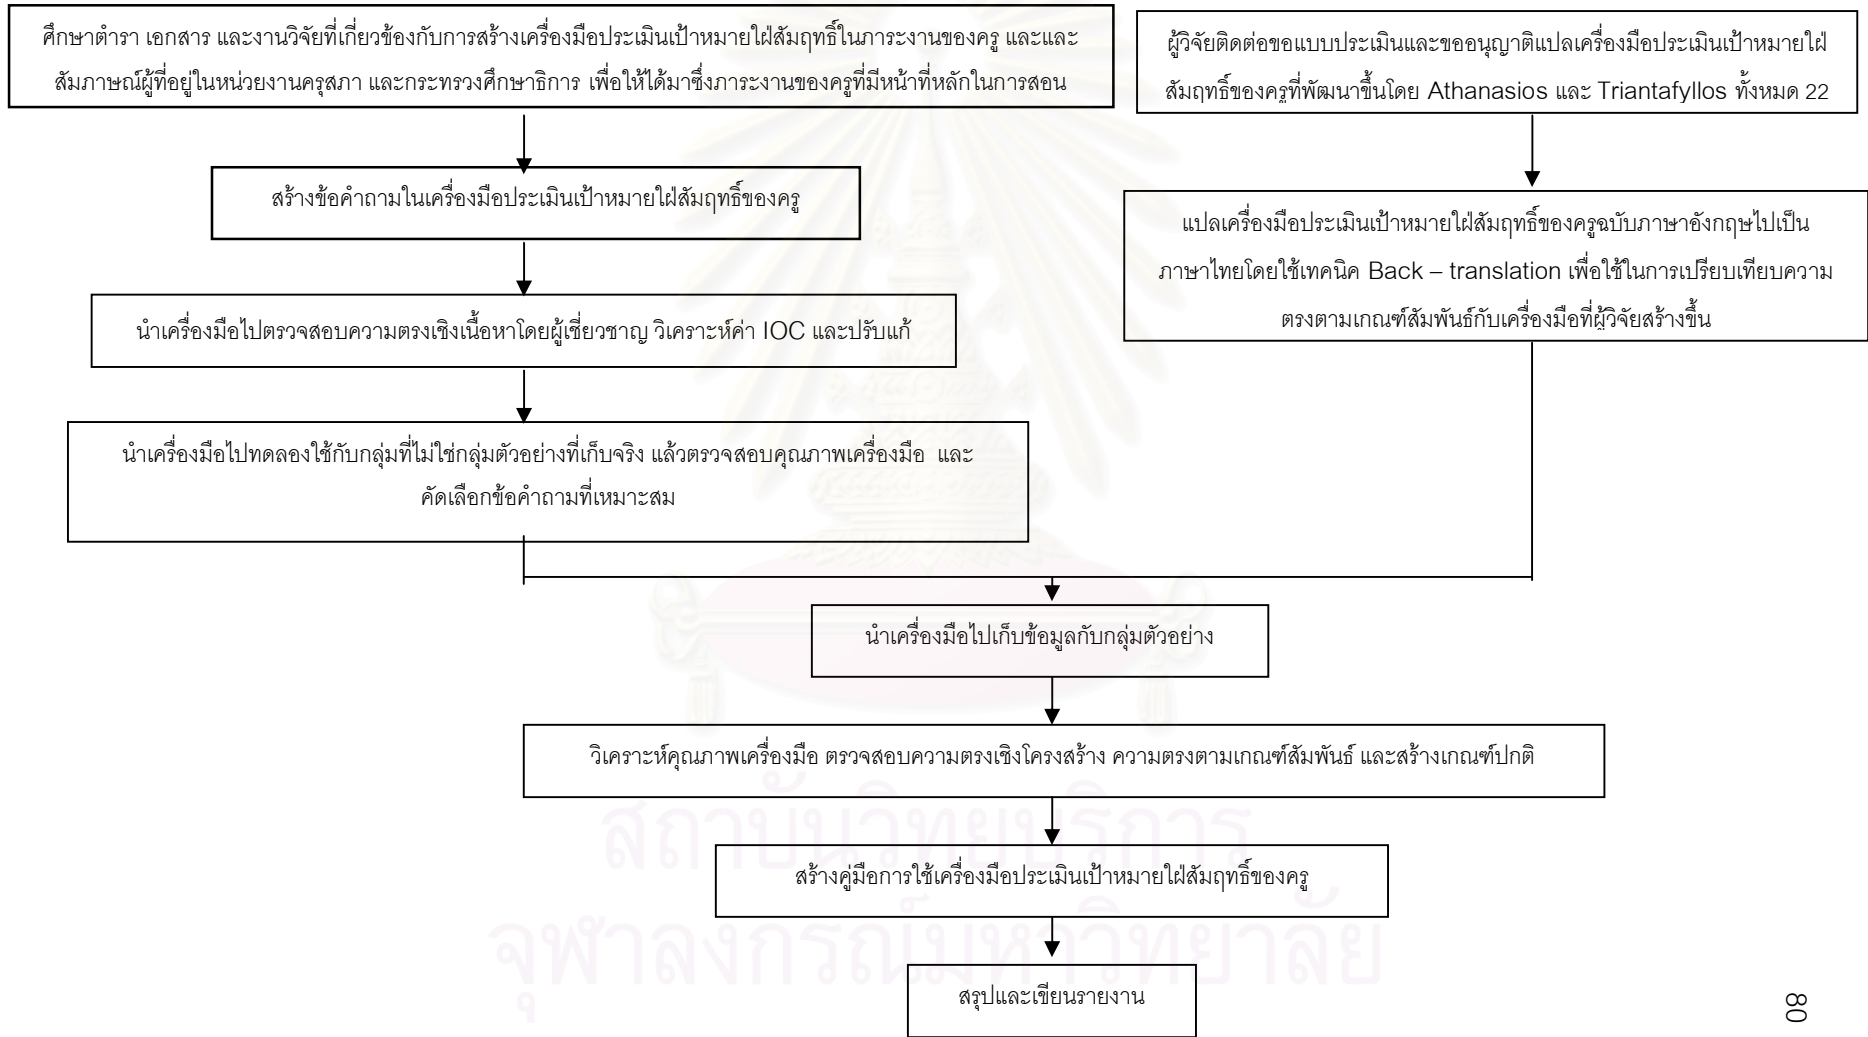 ศึกษาตำรา เอกสาร และงานวิจัยที่เกี่ยวข้องกับการสร้างเครื่องมือประเมินเป้าหมายใฝ่สัมฤทธิ์ในภาระงานของครู และและ
สัมภาษณ์ผู้ที่อยู่ในหน่วยงานครุสภา และกระทรวงศึกษาธิการ เพื่อให้ได้มาซึ่งภาระงานของครูที่มีหน้าที่หลักในการสอน
สร้างข้อคำถามในเครื่องมือประเมินเป้าหมายใฝ่สัมฤทธิ์ของครู
นำเครื่องมือไปตรวจสอบความตรงเชิงเนื้อหาโดยผู้เชี่ยวชาญ วิเคราะห์ค่า IOC และปรับแก้
นำเครื่องมือไปทดลองใช้กับกลุ่มที่ไม่ใช่กลุ่มตัวอย่างที่เก็บจริง แล้วตรวจสอบคุณภาพเครื่องมือ และ
คัดเลือกข้อคำถามที่เหมาะสม
ผู้วิจัยติดต่อขอแบบประเมินและขออนุญาติแปลเครื่องมือประเมินเป้าหมายใฝ่
สัมฤทธิ์ของครูที่พัฒนาขึ้นโดย Athanasios และ Triantafyllos ทั้งหมด 22
แปลเครื่องมือประเมินเป้าหมายใฝ่สัมฤทธิ์ของครูฉบับภาษาอังกฤษไปเป็น
ภาษาไทยโดยใช้เทคนิค Back – translation เพื่อใช้ในการเปรียบเทียบความ
ตรงตามเกณฑ์สัมพันธ์กับเครื่องมือที่ผู้วิจัยสร้างขึ้น
นำเครื่องมือไปเก็บข้อมูลกับกลุ่มตัวอย่าง
วิเคราะห์คุณภาพเครื่องมือ ตรวจสอบความตรงเชิงโครงสร้าง ความตรงตามเกณฑ์สัมพันธ์ และสร้างเกณฑ์ปกติ
สร้างคู่มือการใช้เครื่องมือประเมินเป้าหมายใฝ่สัมฤทธิ์ของครู
สรุปและเขียนรายงาน
สถาบันวิทยบริการ
จุฬาลงกรณ์มหาวิทยาลัย
80